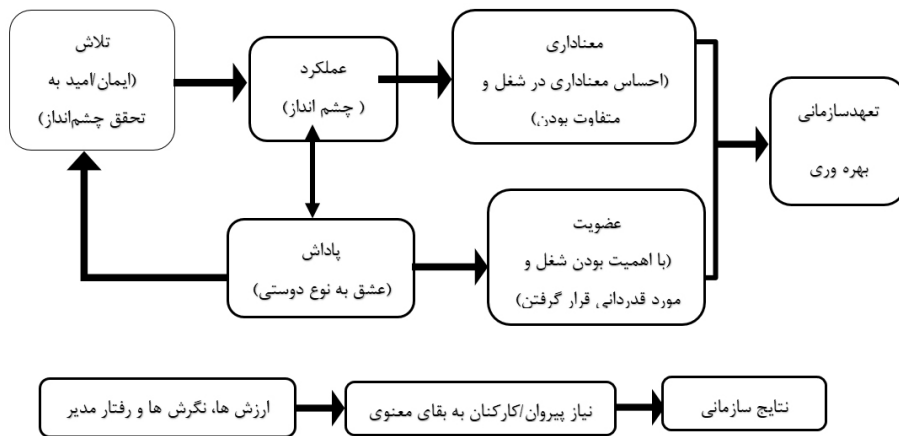 تلاش
(ایمان/امید به
تحقق چشم‌انداز)
عملکرد
( چشم انداز)
معناداری
(احساس معناداری در شغل و
متفاوت بودن)
تعهدسازمانی
بهره وری
پاداش
(عشق به نوع دوستی)
عضویت
(با اهمیت بودن شغل و
مورد قدردانی قرار گرفتن)
ارزش ها، نگرش ها و رفتار مدیر
نیاز پیروان/کارکنان به بقای معنوی
نتایج سازمانی